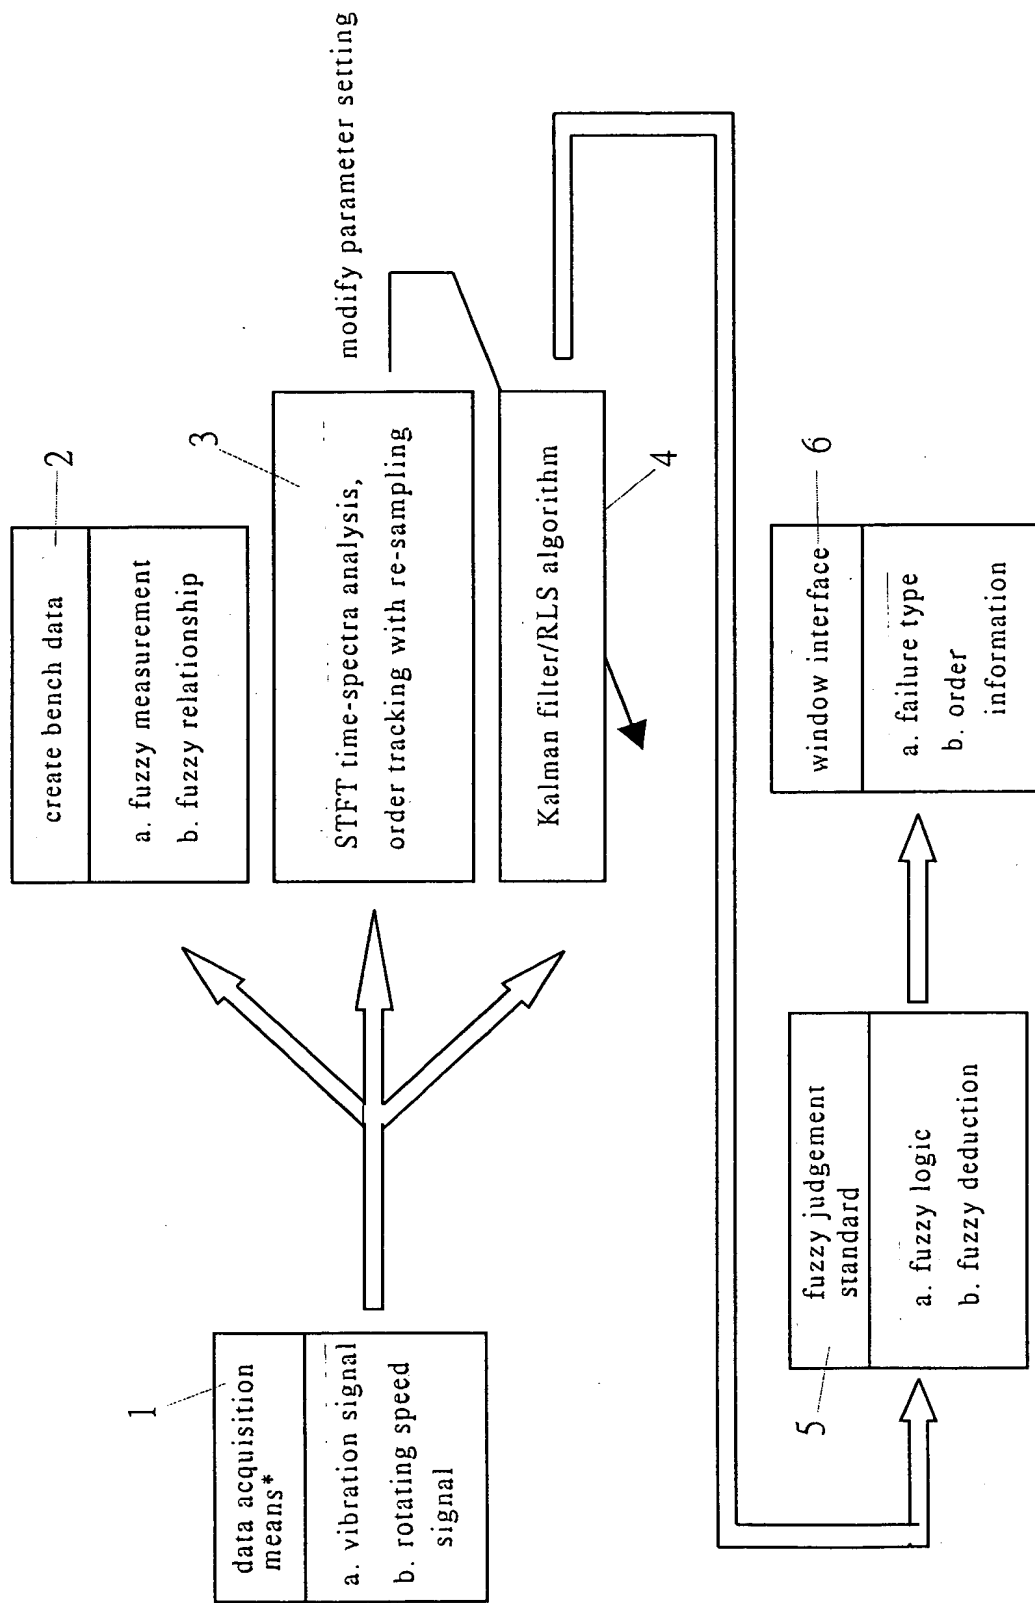 1
data acquisition
means*
a. vibration signal
b. rotating speed
signal
2
create bench data
a. fuzzy measurement
b. fuzzy relationship
3
STFT time-spectra analysis,
order tracking with re-sampling
modify parameter setting
Kalman filter/RLS algorithm
4
5
fuzzy judgement
standard
a. fuzzy logic
b. fuzzy deduction
6
window interface
a. failure type
b. order
information